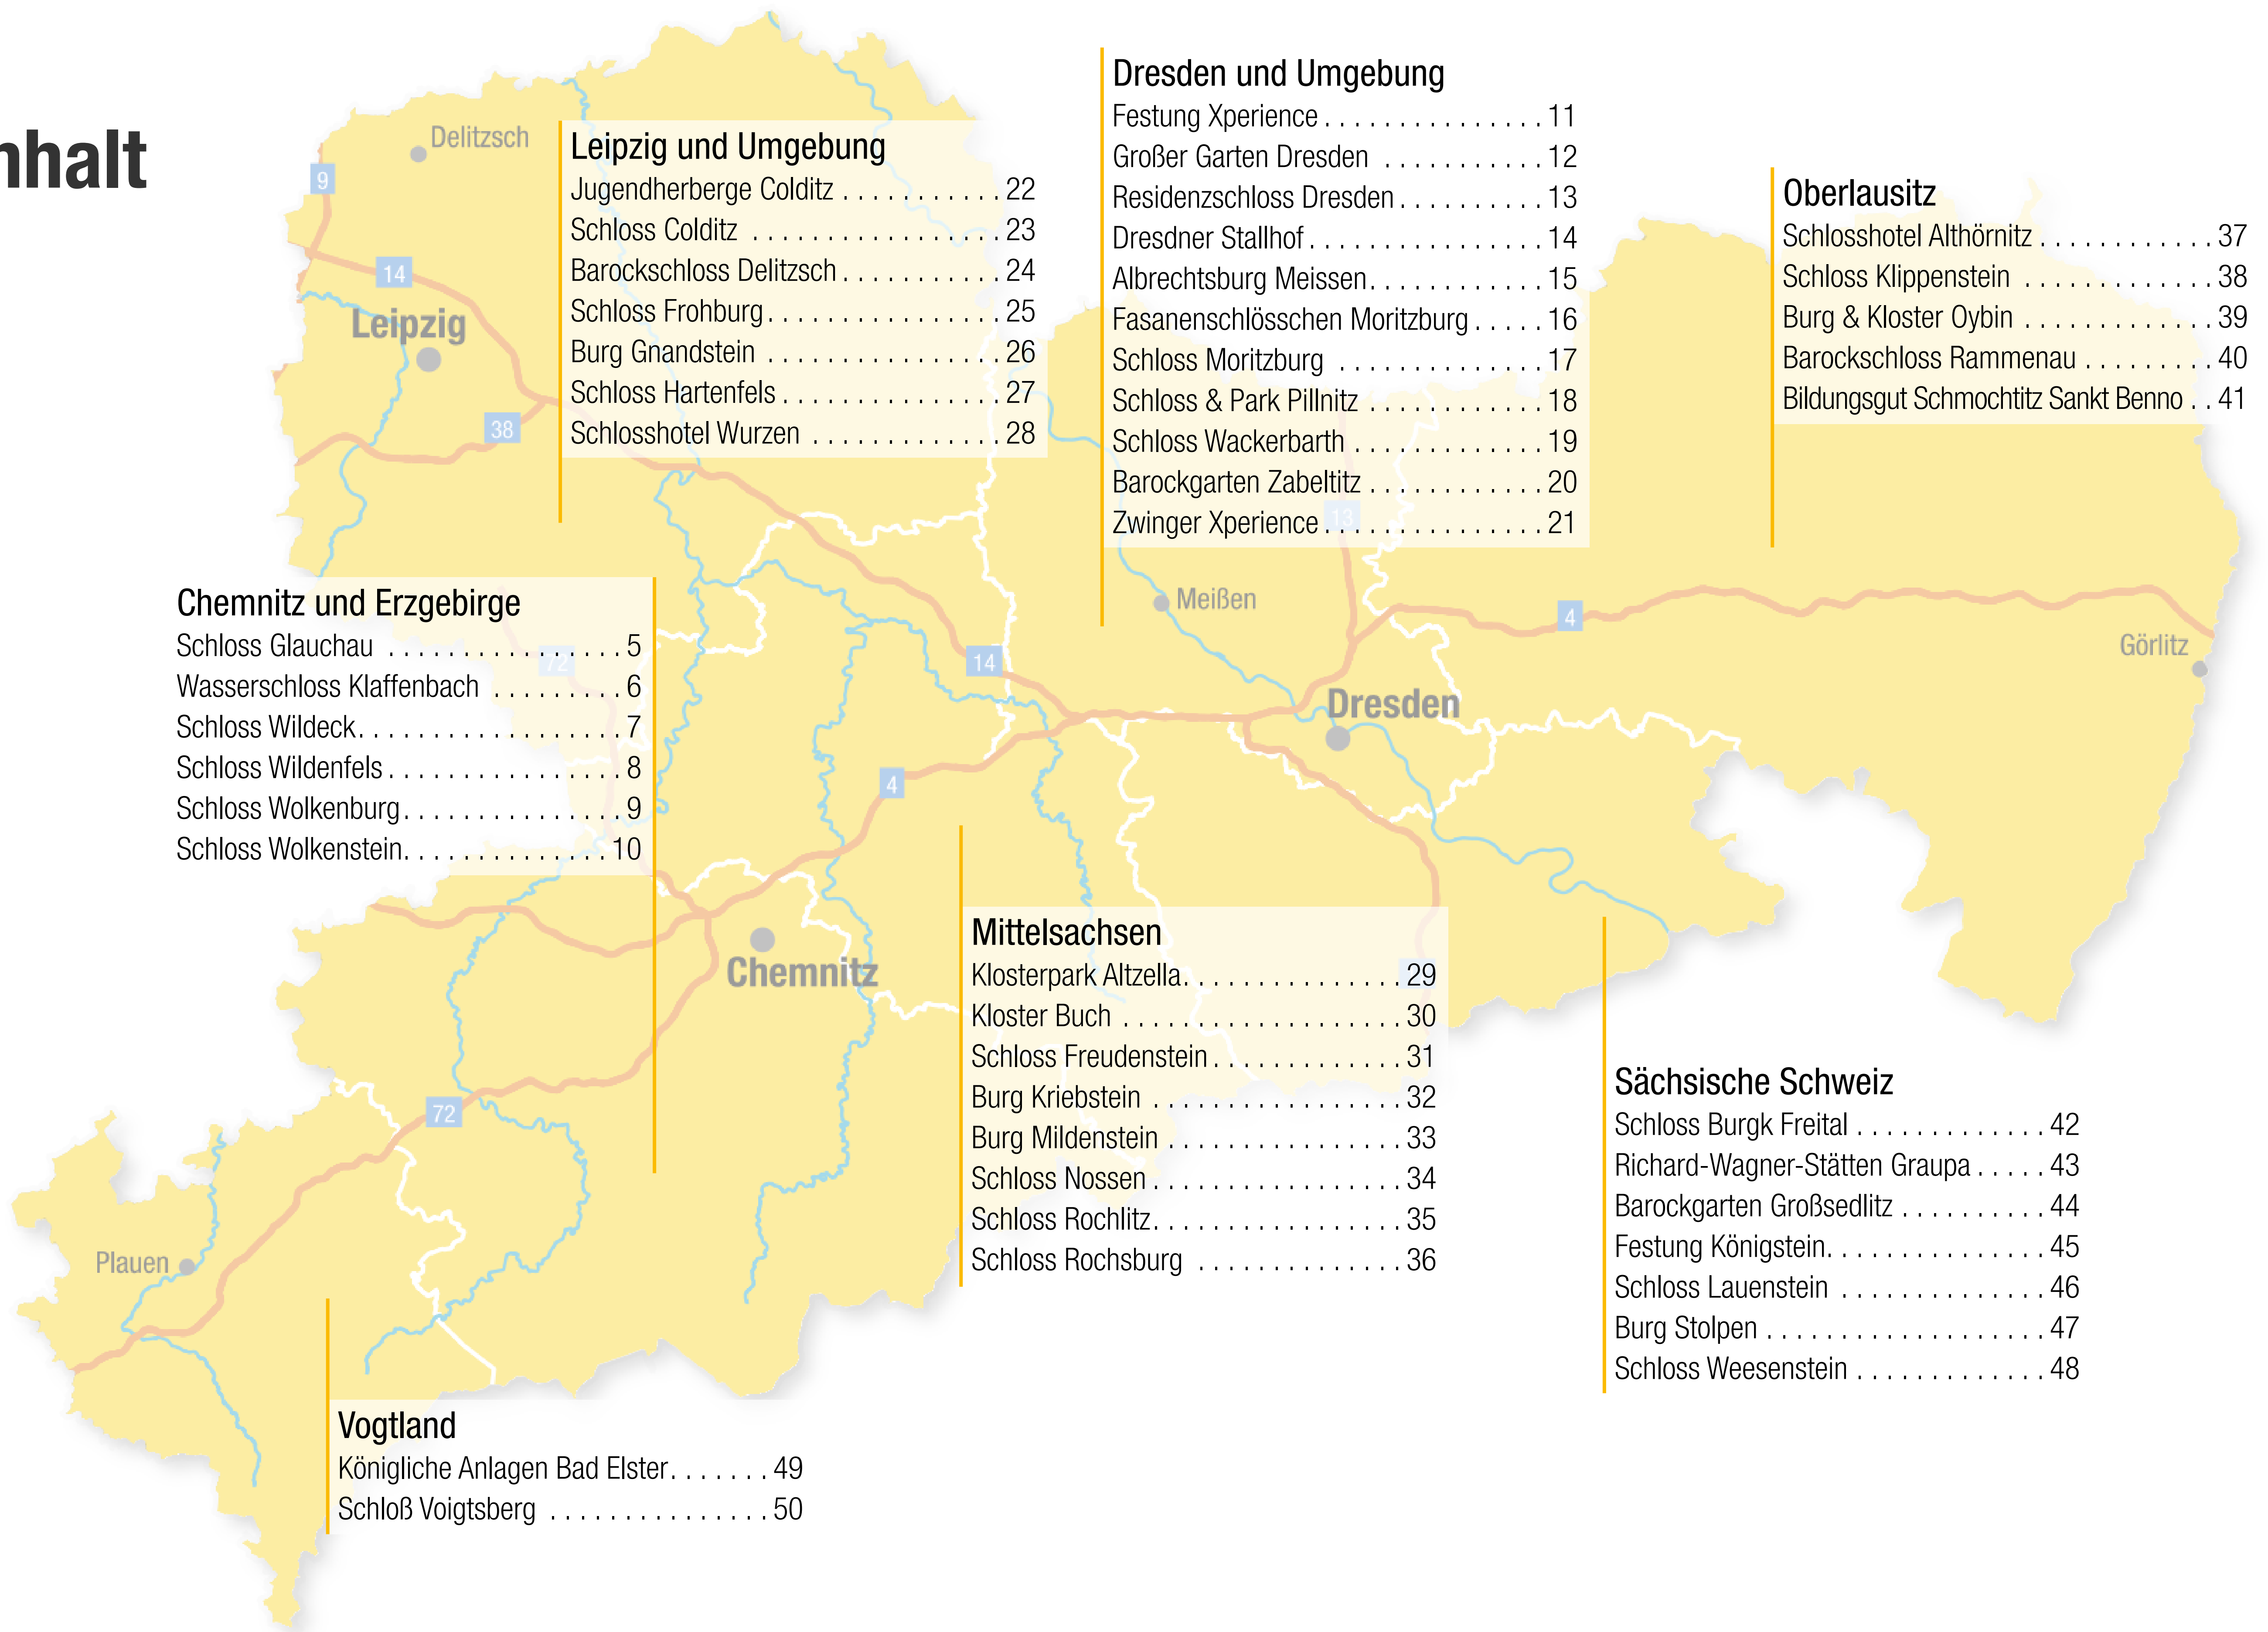 nhalt
Delitzsch
9
14
Leipzig
38
Leipzig und Umgebung
Jugendherberge Colditz . . . . . . . . . . . 22
Schloss Colditz . . . . . . . . . . . . . . . . . 23
Barockschloss Delitzsch . . . . . . . . . . . 24
Schloss Frohburg . . . . . . . . . . . . . . . . 25
Burg Gnandstein . . . . . . . . . . . . . . . . 26
Schloss Hartenfels . . . . . . . . . . . . . . . 27
Schlosshotel Wurzen . . . . . . . . . . . . . 28
Dresden und Umgebung
Festung Xperience . . . . . . . . . . . . . . . 11
Großer Garten Dresden . . . . . . . . . . . 12
Residenzschloss Dresden . . . . . . . . . . 13
Dresdner Stallhof . . . . . . . . . . . . . . . . 14
Albrechtsburg Meissen . . . . . . . . . . . . 15
Fasanenschlösschen Moritzburg . . . . . 16
Schloss Moritzburg . . . . . . . . . . . . . . 17
Schloss & Park Pillnitz . . . . . . . . . . . . 18
Schloss Wackerbarth . . . . . . . . . . . . . 19
Barockgarten Zabeltitz . . . . . . . . . . . . 20
Zwinger Xperience . . . . . . . . . . . . . . . 21
13
Oberlausitz
Schlosshotel Althörnitz . . . . . . . . . . . . 37
Schloss Klippenstein . . . . . . . . . . . . . 38
Burg & Kloster Oybin . . . . . . . . . . . . . 39
Barockschloss Rammenau . . . . . . . . . 40
Bildungsgut Schmochtitz Sankt Benno . . 41
Chemnitz und Erzgebirge
Schloss Glauchau . . . . . . . . . . . . . . . . 5
Wasserschloss Klaffenbach . . . . . . . . . 6
Schloss Wildeck . . . . . . . . . . . . . . . . . . 7
Schloss Wildenfels . . . . . . . . . . . . . . . . 8
Schloss Wolkenburg . . . . . . . . . . . . . . . 9
Schloss Wolkenstein . . . . . . . . . . . . . . 10
72
Meißen
4
Görlitz
14
Dresden
4
Chemnitz
Mittelsachsen
Klosterpark Altzella . . . . . . . . . . . . . . . 29
Kloster Buch . . . . . . . . . . . . . . . . . . . 30
Schloss Freudenstein . . . . . . . . . . . . . 31
Burg Kriebstein . . . . . . . . . . . . . . . . . 32
Burg Mildenstein . . . . . . . . . . . . . . . . 33
Schloss Nossen . . . . . . . . . . . . . . . . . 34
Schloss Rochlitz . . . . . . . . . . . . . . . . . 35
Schloss Rochsburg . . . . . . . . . . . . . . 36
Sächsische Schweiz
Schloss Burgk Freital . . . . . . . . . . . . . 42
Richard-Wagner-Stätten Graupa . . . . . 43
Barockgarten Großsedlitz . . . . . . . . . . 44
Festung Königstein . . . . . . . . . . . . . . . 45
Schloss Lauenstein . . . . . . . . . . . . . . 46
Burg Stolpen . . . . . . . . . . . . . . . . . . . 47
Schloss Weesenstein . . . . . . . . . . . . . 48
72
Plauen
Vogtland
Königliche Anlagen Bad Elster . . . . . . . 49
Schloß Voigtsberg . . . . . . . . . . . . . . . 50